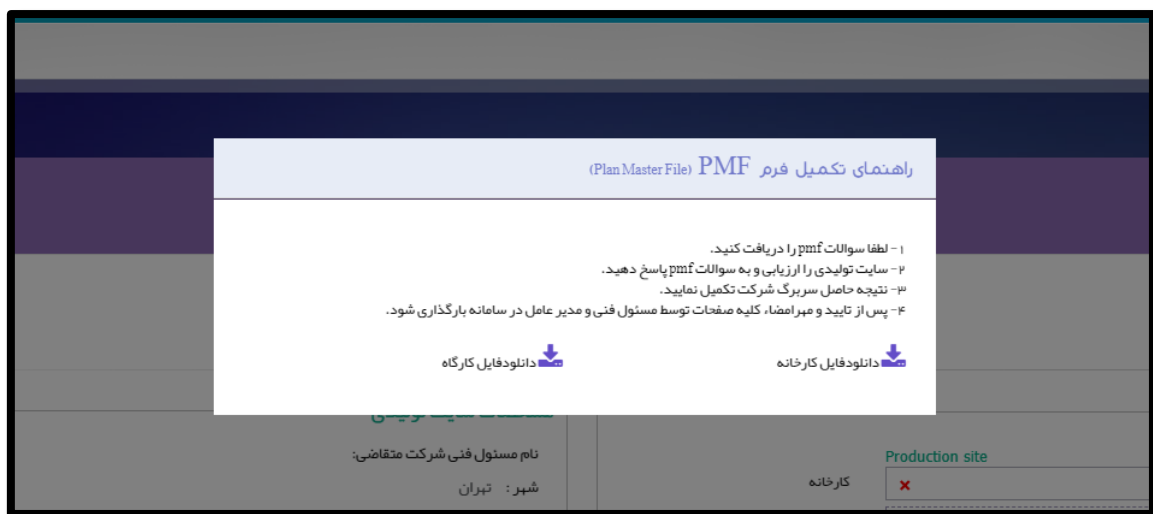 راهنمای تکمیل فرم PMF (Plan Master File)
۱- لطفا سوالات pmf را دریافت کنید.
۲- سایت تولیدی را ارزیابی و به سوالات pmf پاسخ دهید.
۳- نتیجه حاصل سربرگ شرکت تکمیل نمایید.
۴- پس از تایید و مهرامضاء کلیه صفحات توسط مسئول فنی و مدیر عامل در سامانه بارگذاری شود.
دانلودفایل کارخانه
دانلودفایل کارگاه
Production site
کارخانه
نام مسئول فنی شرکت متقاضی:
شهر : تهران